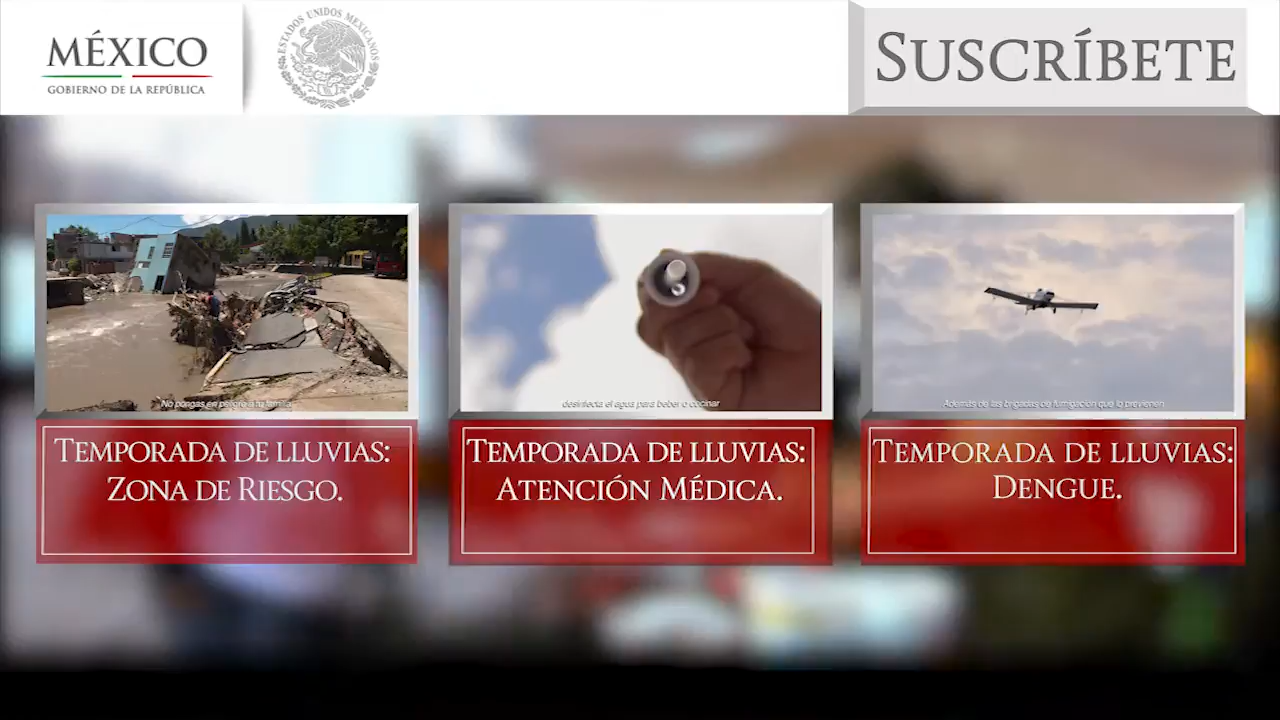 MÉXICO
GOBIERNO DE LA REPÚBLICA
ESTADOS UNIDOS MEXICANOS
SUSCRÍBETE
No pongas en peligro a tu familia
desinfecta el agua para beber o cocinar
Además de las brigadas de fumigación que lo previenen
TEMPORADA DE LLUVIAS:
ZONA DE RIESGO.
TEMPORADA DE LLUVIAS:
ATENCIÓN MÉDICA.
TEMPORADA DE LLUVIAS:
DENGUE.